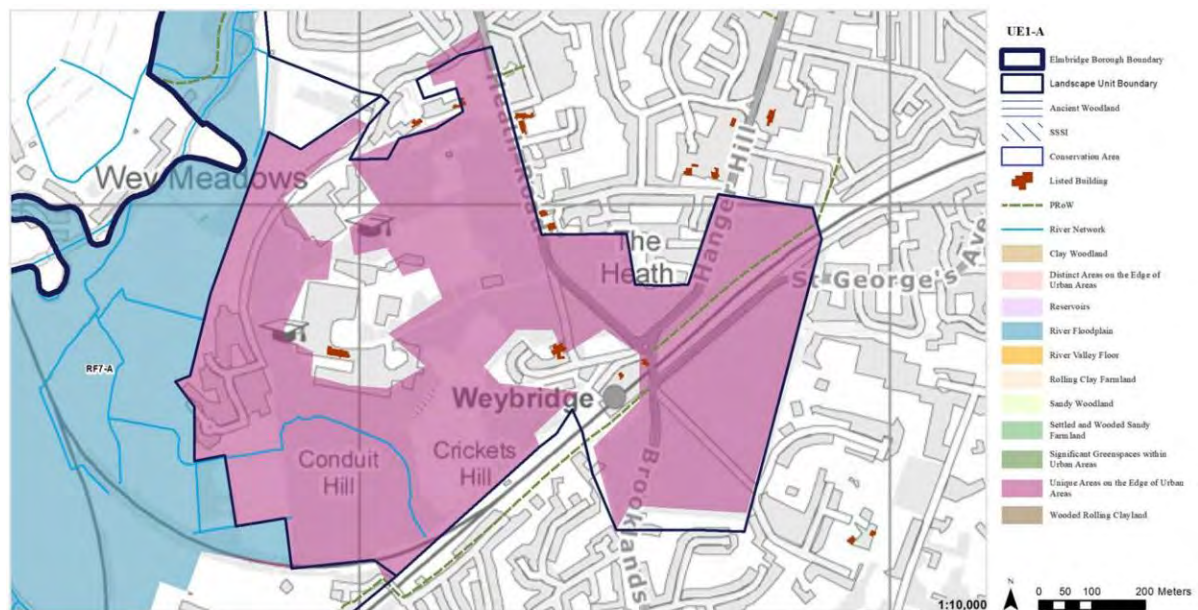 Wey Meadows
Heath Road
Hanger Hill
The
Heath
St George's Ave
RF7-A
Weybridge
Conduit
Hill
Crickets
Hill
Brooklands
1:10,000
UE1-A
Elmbridge Borough Boundary
Landscape Unit Boundary
Ancient Woodland
SSSI
Conservation Area
Listed Building
PRoW
River Network
Clay Woodland
Distinct Areas on the Edge of
Urban Areas
Reservoirs
River Floodplain
River Valley Floor
Rolling Clay Farmland
Sandy Woodland
Settled and Wooded Sandy
Farmland
Significant Greenspaces within
Urban Areas
Unique Areas on the Edge of Urban
Areas
Wooded Rolling Clayland
N
0 50 100 200 Meters